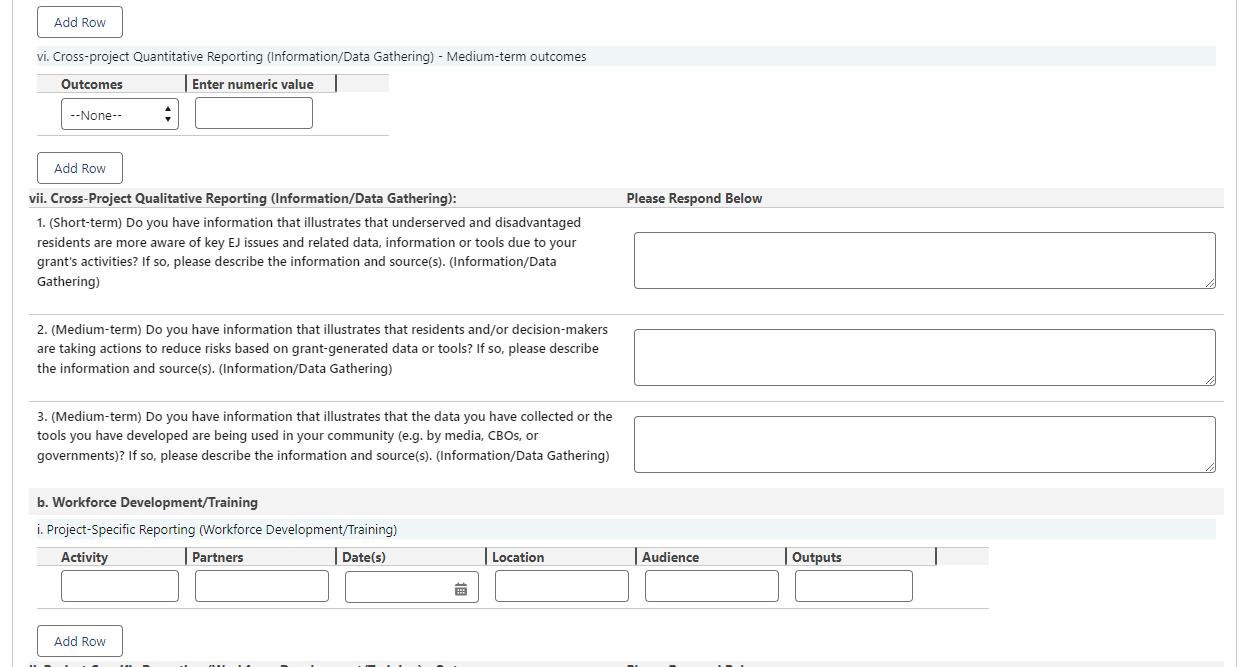 Add Row
vi. Cross-project Quantitative Reporting (Information/Data Gathering) - Medium-term outcomes
Outcomes Enter numeric value
--None--
Add Row
vii. Cross-Project Qualitative Reporting (Information/Data Gathering): Please Respond Below
1. (Short-term) Do you have information that illustrates that underserved and disadvantaged
residents are more aware of key EJ issues and related data, information or tools due to your
grant's activities? If so, please describe the information and source(s). (Information/Data
Gathering)
2. (Medium-term) Do you have information that illustrates that residents and/or decision-makers
are taking actions to reduce risks based on grant-generated data or tools? If so, please describe
the information and source(s). (Information/Data Gathering)
3. (Medium-term) Do you have information that illustrates that the data you have collected or the
tools you have developed are being used in your community (e.g. by media, CBOs, or
governments)? If so, please describe the information and source(s). (Information/Data Gathering)
b. Workforce Development/Training
i. Project-Specific Reporting (Workforce Development/Training)
Activity Partners Date(s) Location Audience Outputs
Add Row